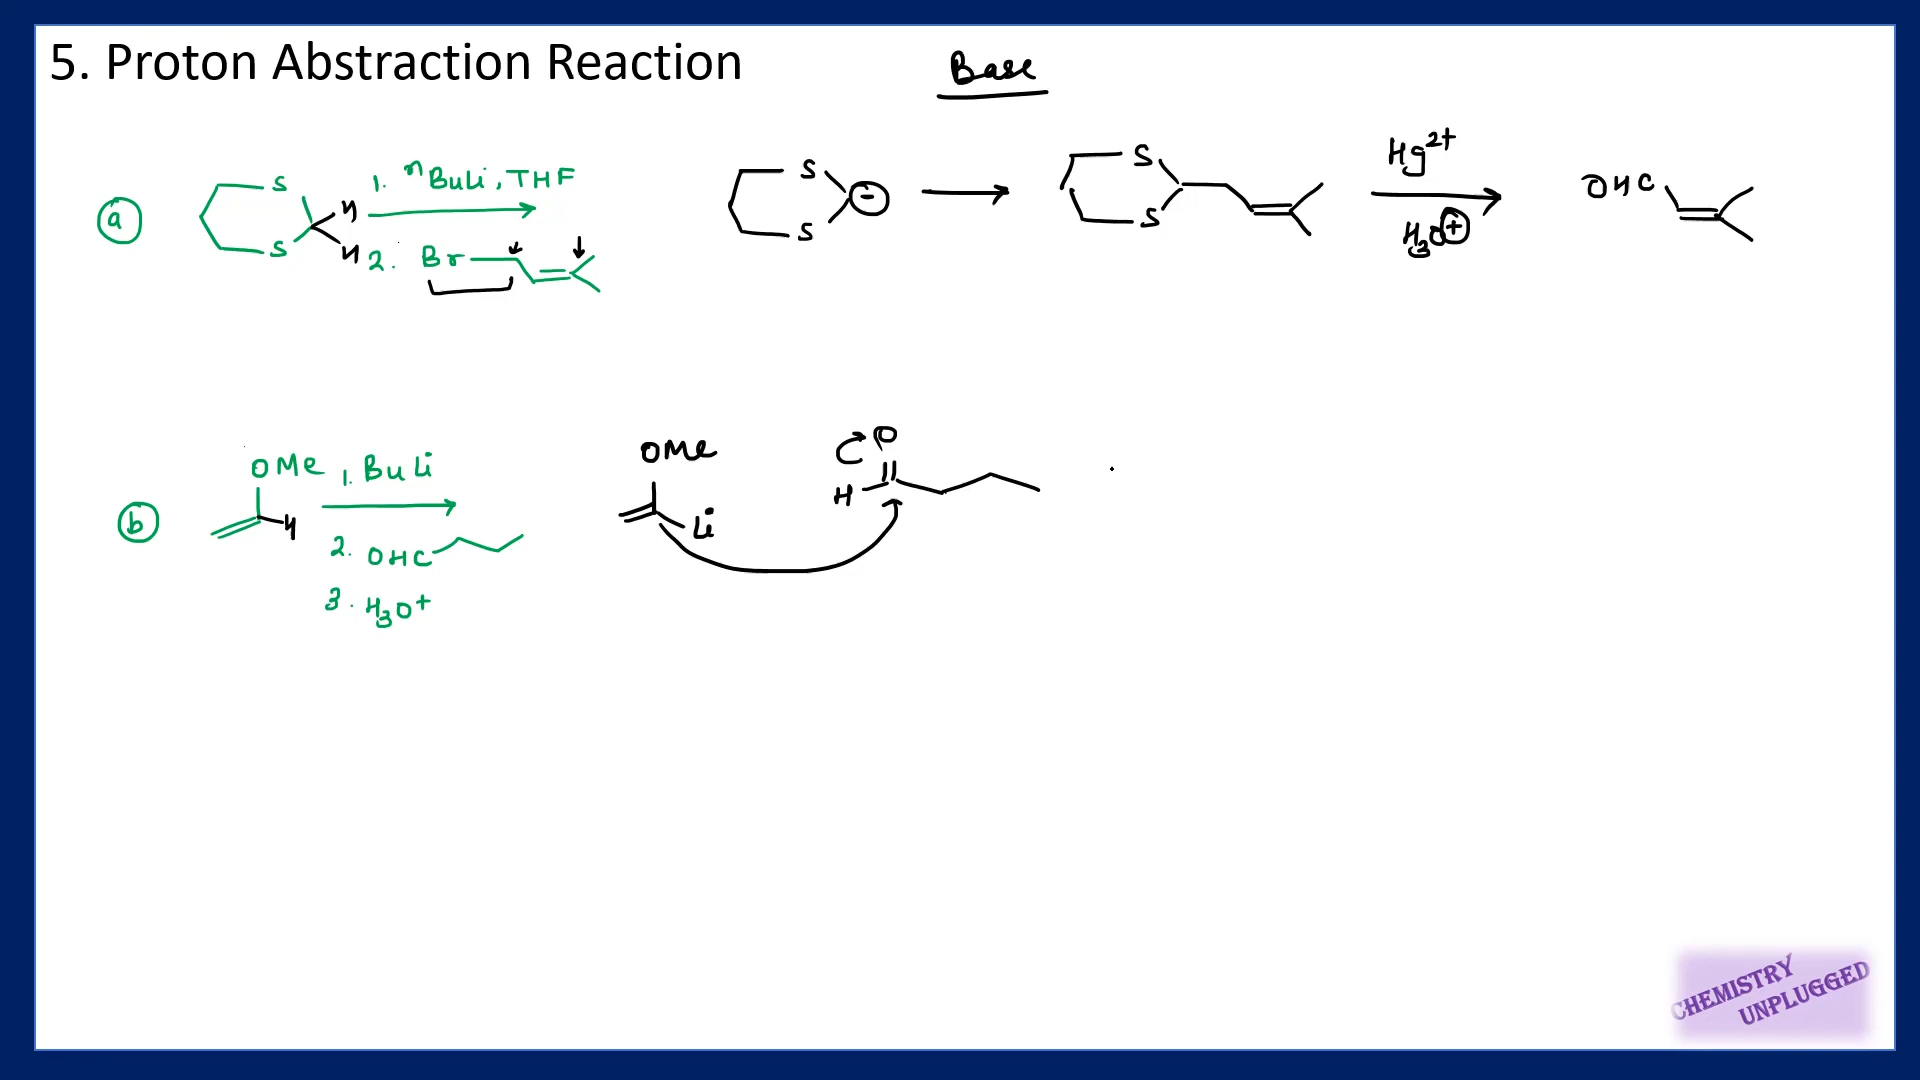 5. Proton Abstraction Reaction
Base
a
S
S
H
H
1. nBuLi, THF
2. Br
S
S
-
S
S
Hg2+
H3O+
OHC
b
OMe
H
1. BuLi
2. OHC
3. H3O+
OMe
Li
O
H
CHEMISTRY
UNPLUGGED